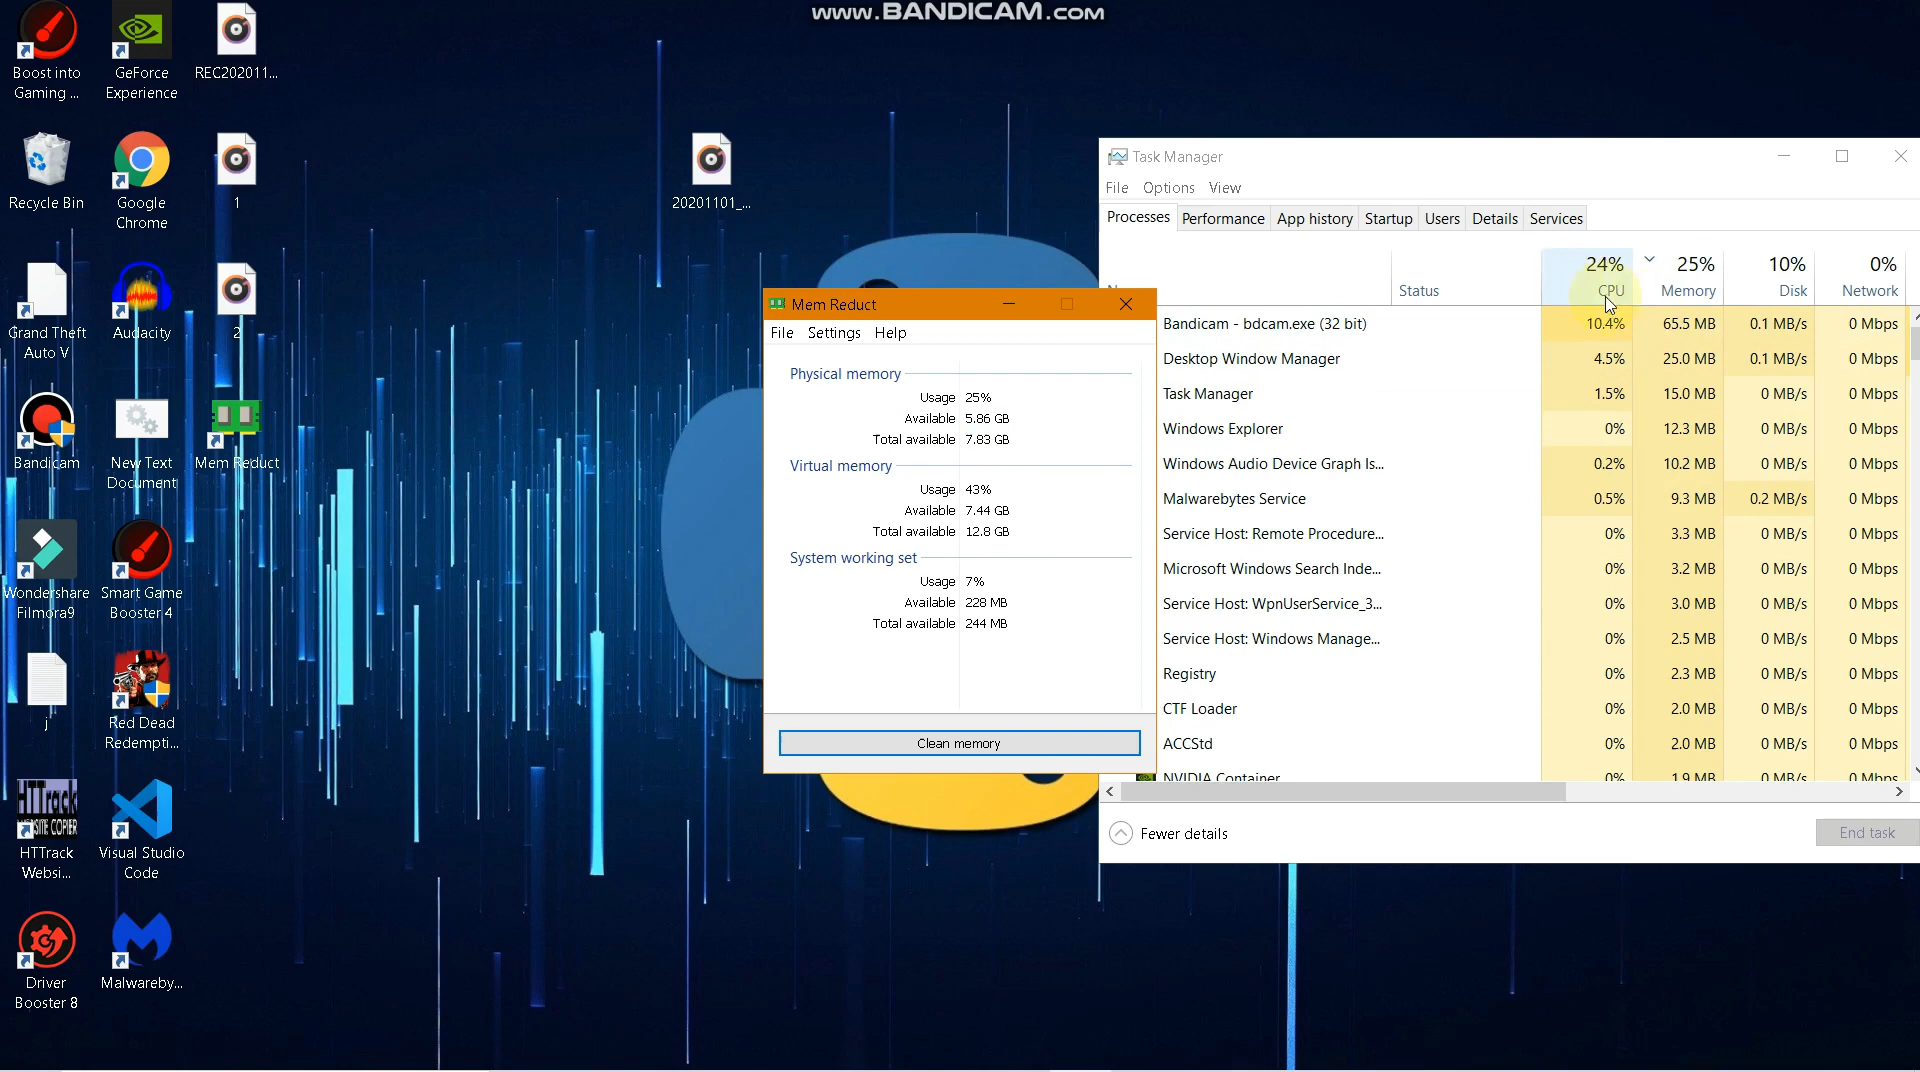 www.BANDICAM.com
Boost into
Gaming ...
GeForce
Experience
REC202011...
Recycle Bin
Google
Chrome
1
20201101_...
Grand Theft
Auto V
Audacity
2
Bandicam
New Text
Document
Mem Reduct
Wondershare
Filmora9
Smart Game
Booster 4
j
Red Dead
Redempti...
HTTrack
WEBSITE COPIER
HTTrack
Websi...
Visual Studio
Code
Driver
Booster 8
Malwareby...
Mem Reduct
File Settings Help
Physical memory
Usage 25%
Available 5.86 GB
Total available 7.83 GB
Virtual memory
Usage 43%
Available 7.44 GB
Total available 12.8 GB
System working set
Usage 7%
Available 228 MB
Total available 244 MB
Clean memory
Task Manager
File Options View
Processes Performance App history Startup Users Details Services
24% 25% 10% 0%
Status CPU Memory Disk Network
Bandicam - bdcam.exe (32 bit) 10.4% 65.5 MB 0.1 MB/s 0 Mbps
Desktop Window Manager 4.5% 25.0 MB 0.1 MB/s 0 Mbps
Task Manager 1.5% 15.0 MB 0 MB/s 0 Mbps
Windows Explorer 0% 12.3 MB 0 MB/s 0 Mbps
Windows Audio Device Graph Is... 0.2% 10.2 MB 0 MB/s 0 Mbps
Malwarebytes Service 0.5% 9.3 MB 0.2 MB/s 0 Mbps
Service Host: Remote Procedure... 0% 3.3 MB 0 MB/s 0 Mbps
Microsoft Windows Search Inde... 0% 3.2 MB 0 MB/s 0 Mbps
Service Host: WpnUserService_3... 0% 3.0 MB 0 MB/s 0 Mbps
Service Host: Windows Manage... 0% 2.5 MB 0 MB/s 0 Mbps
Registry 0% 2.3 MB 0 MB/s 0 Mbps
CTF Loader 0% 2.0 MB 0 MB/s 0 Mbps
ACCStd 0% 2.0 MB 0 MB/s 0 Mbps
NVIDIA Container 0% 1.9 MB 0 MB/s 0 Mbps
Fewer details
End task